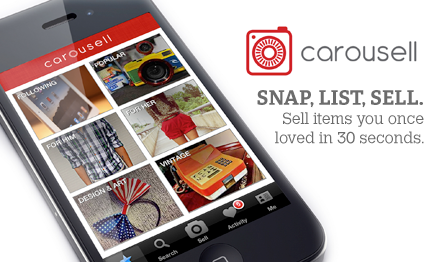 carousell
FOLLOWING
POPULAR
FOR HIM
FOR HER
DESIGN & ART
VINTAGE
Search
Sell
Activity
Me
carousell
SNAP, LIST, SELL.
Sell items you once
loved in 30 seconds.